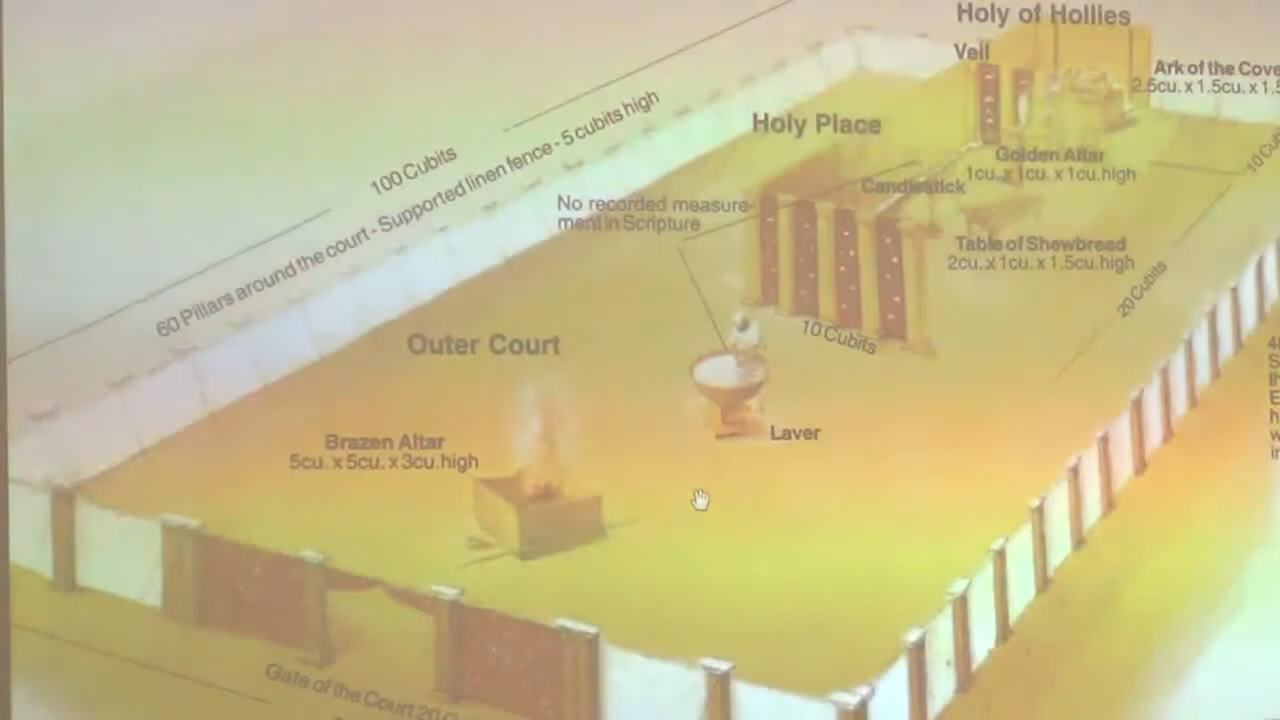 Holy of Hollies
Veil
Ark of the Cove
2.5cu. x 1.5cu. x 1.5
Holy Place
Golden Altar
1cu. x 1cu. x 1cu.high
10 Cu
100 Cubits
60 Pillars around the court - Supported linen fence - 5 cubits high
Candlestick
No recorded measure-
ment in Scripture
Table of Shewbread
2cu. x 1cu. x 1.5cu.high
20 Cubits
10 Cubits
Outer Court
Laver
Brazen Altar
5cu. x 5cu. x 3cu.high
Gate of the Court 20 C